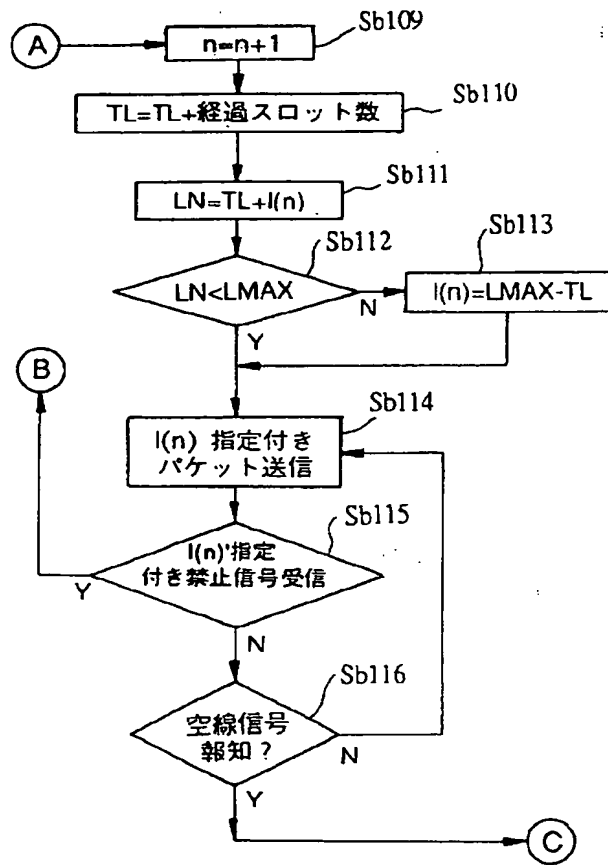 A
n=n+1
Sb109
TL=TL+経過スロット数
Sb110
LN=TL+l(n)
Sb111
LN<LMAX
Sb112
N
Y
l(n)=LMAX-TL
Sb113
B
l(n) 指定付き
パケット送信
Sb114
l(n)'指定
付き禁止信号受信
Sb115
Y
N
空線信号
報知?
Sb116
N
Y
C